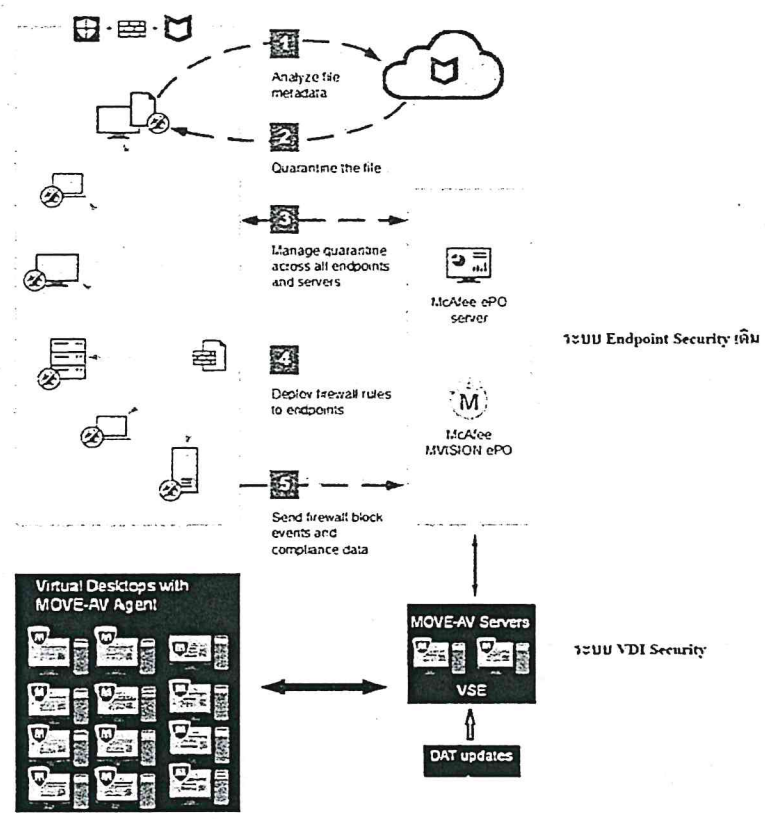 1
Analyze file
metadata
2
Quarantine the file
3
Manage quarantine
across all endpoints
and servers
McAfee ePO
server
ระบบ Endpoint Security เดิม
4
Deploy firewall rules
to endpoints
M
McAfee
MVISION ePO
5
Send firewall block
events and
compliance data
Virtual Desktops with
MOVE-AV Agent
MOVE-AV Servers
VSE
ระบบ VDI Security
DAT updates